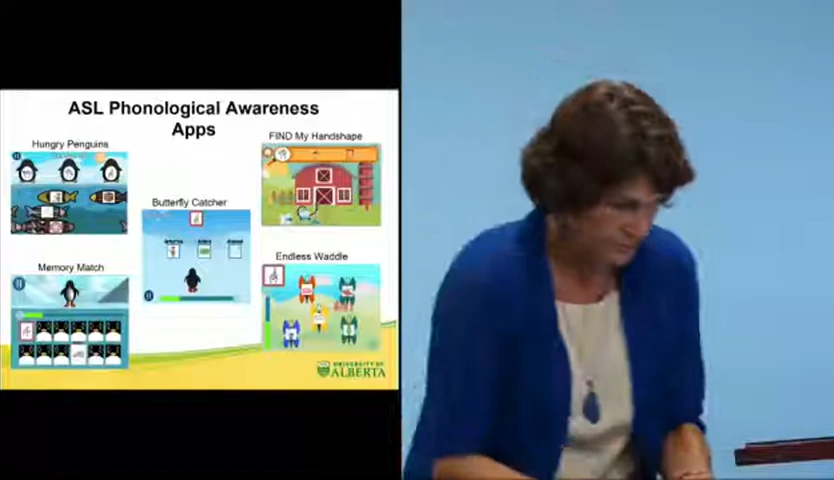 ASL Phonological Awareness
Apps
Hungry Penguins
FIND My Handshape
Butterfly Catcher
Memory Match
Endless Waddle
UNIVERSITY OF
ALBERTA